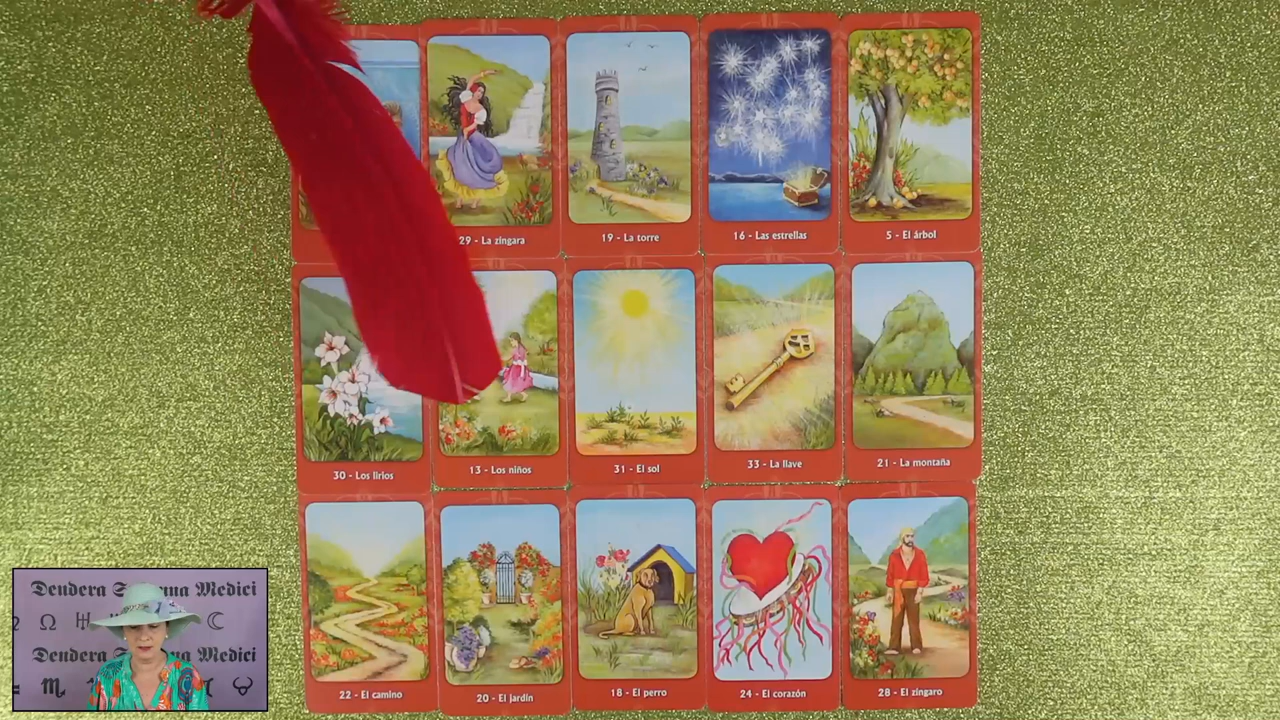 29 - La zíngara
19 - La torre
16 - Las estrellas
5 - El árbol
30 - Los lirios
13 - Los niños
31 - El sol
33 - La llave
21 - La montaña
22 - El camino
20 - El jardín
18 - El perro
24 - El corazón
28 - El zíngaro
Dendera Medici
Dendera Medici